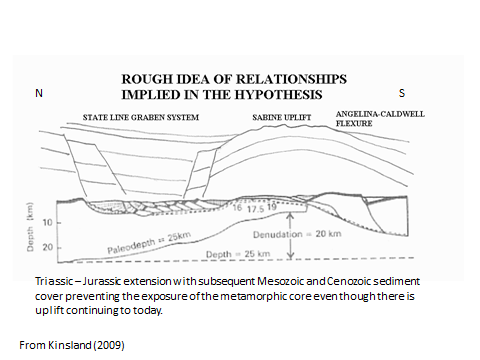 ROUGH IDEA OF RELATIONSHIPS
IMPLIED IN THE HYPOTHESIS
N
S
STATE LINE GRABEN SYSTEM
SABINE UPLIFT
ANGELINA-CALDWELL
FLEXURE
Depth (km)
10
20
16 17.5 19
Paleodepth = 25km
Denudation = 20 km
Depth = 25 km
Triassic – Jurassic extension with subsequent Mesozoic and Cenozoic sediment
cover preventing the exposure of the metamorphic core even though there is
uplift continuing to today.
From Kinsland (2009)